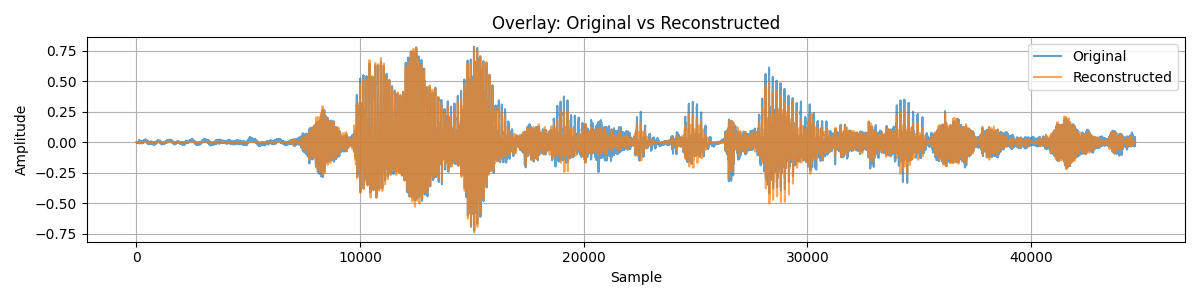 Overlay: Original vs Reconstructed
Original
Reconstructed
Amplitude
0.75
0.50
0.25
0.00
−0.25
−0.50
−0.75
0
10000
20000
30000
40000
Sample